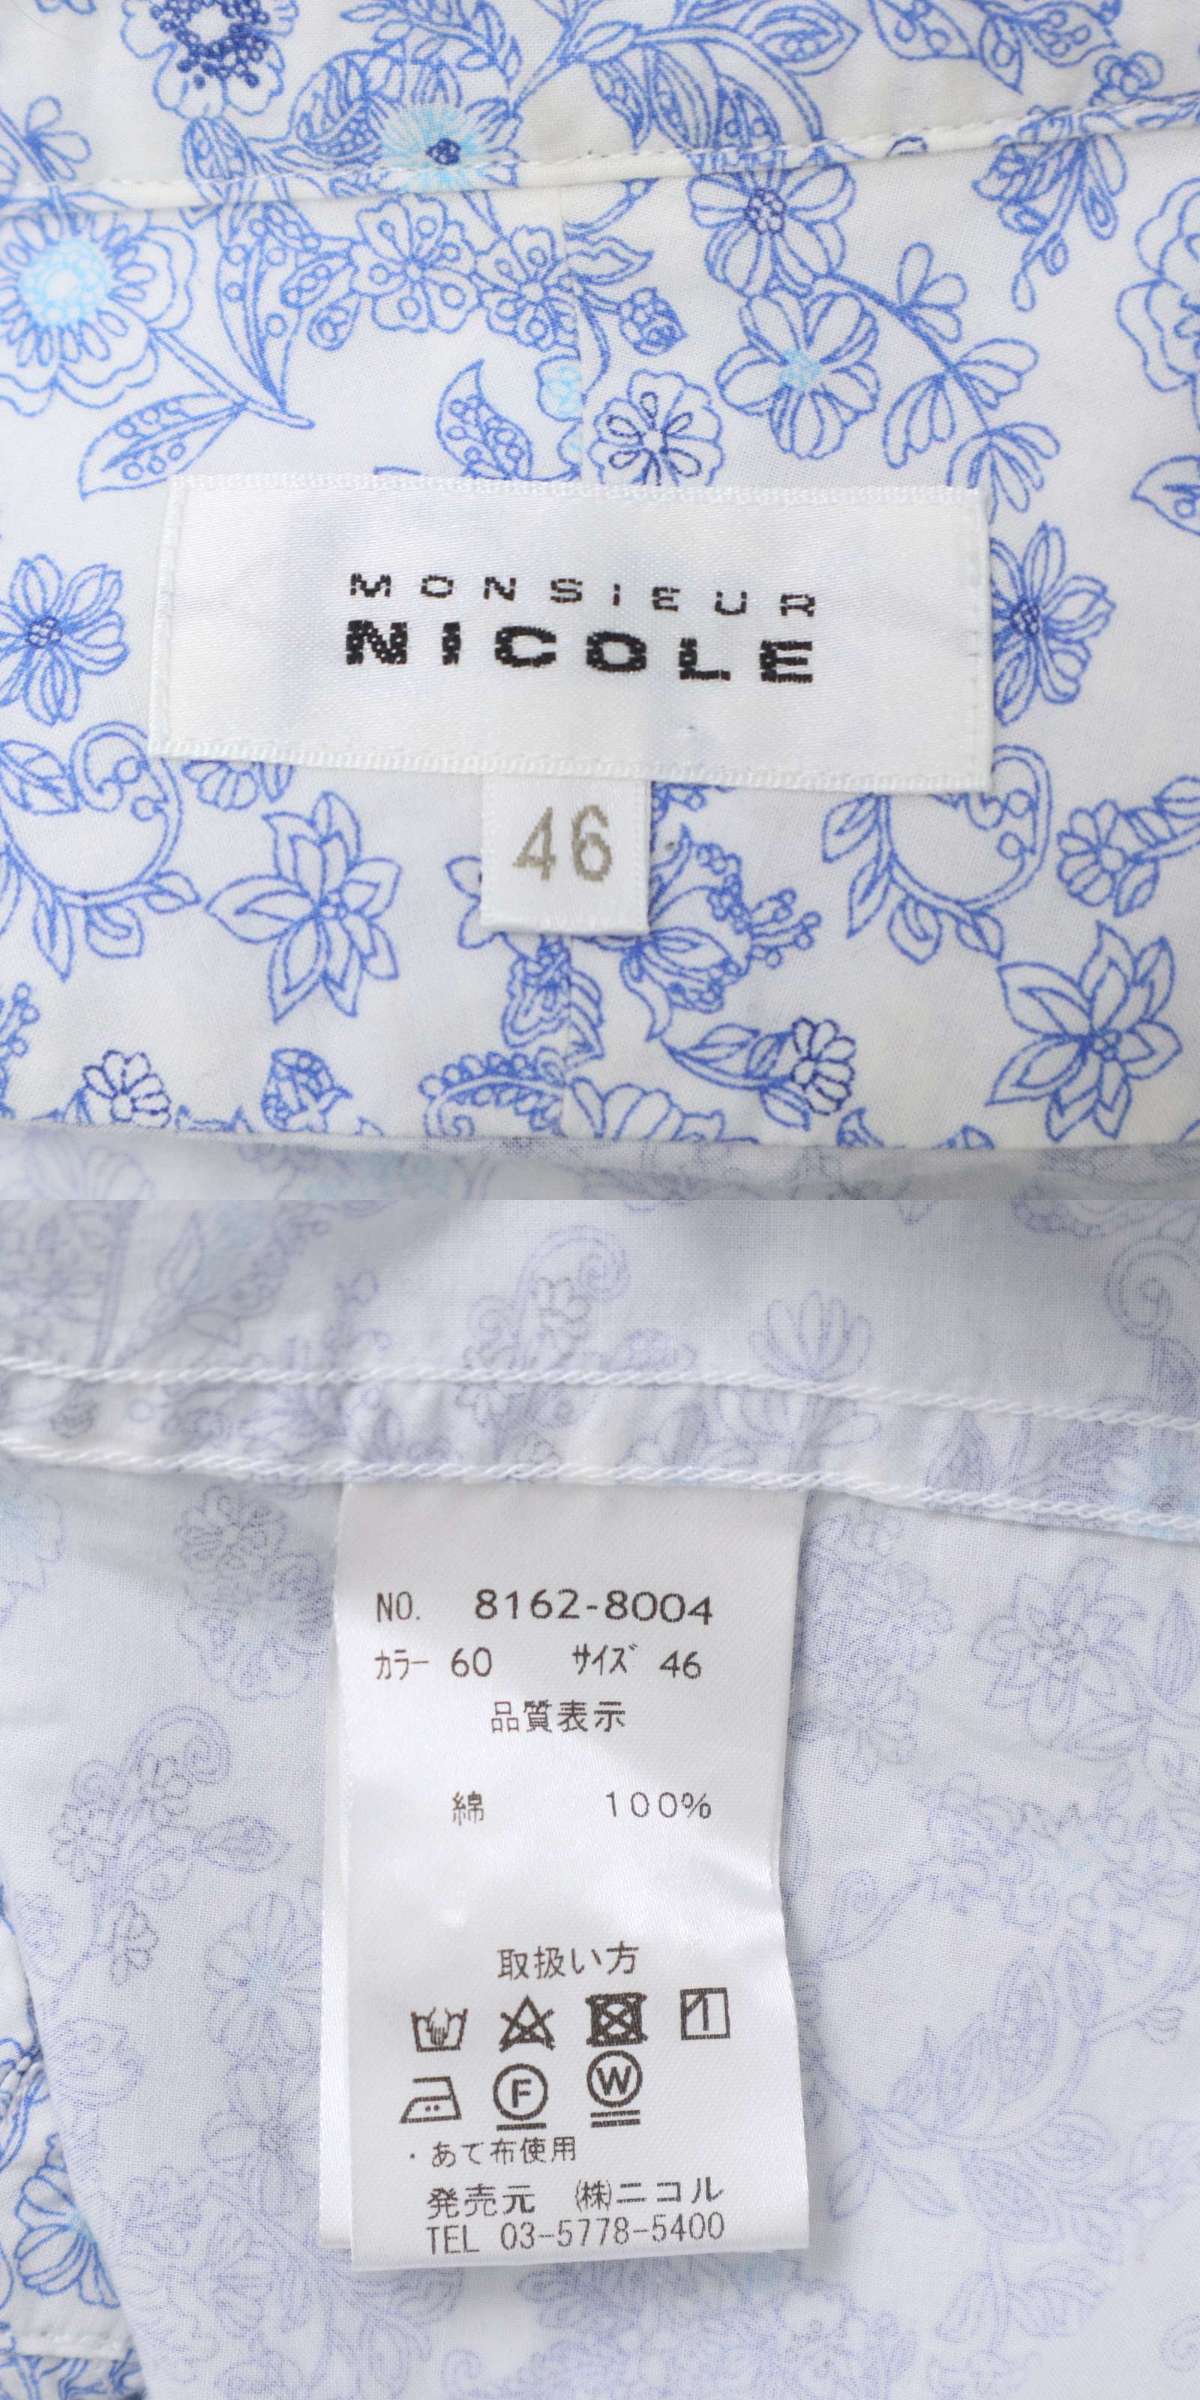 MONSIEUR
NICOLE
46
NO. 8162-8004
カラー 60 サイズ 46
品質表示
綿 100%
取扱い方
F W
・あて布使用
発売元 ㈱ニコル
TEL 03-5778-5400